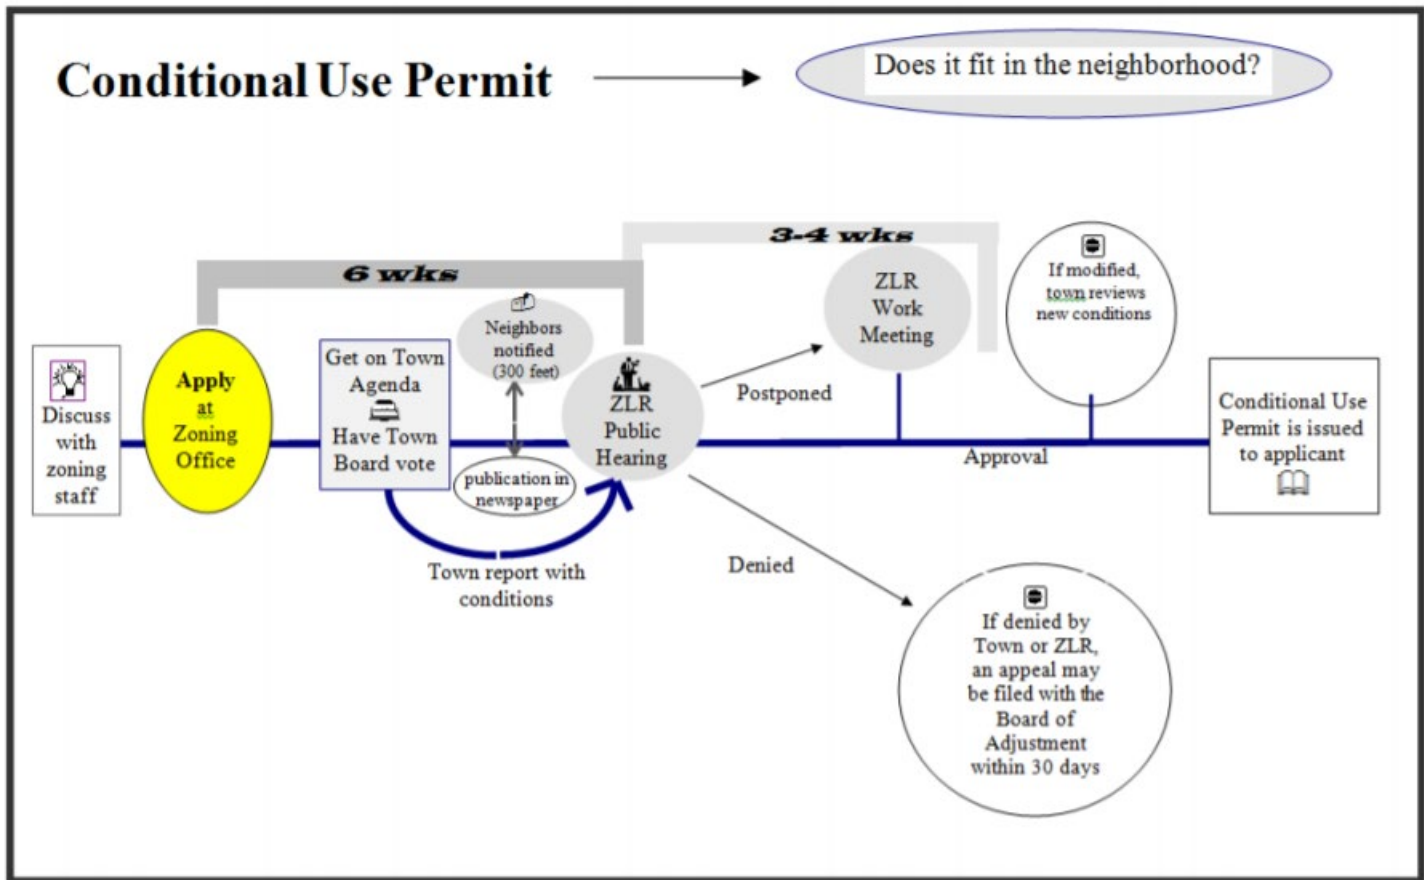 Conditional Use Permit
Does it fit in the neighborhood?
6 wks
3-4 wks
Discuss
with
zoning
staff
Apply
at
Zoning
Office
Get on Town
Agenda
Have Town
Board vote
Neighbors
notified
(300 feet)
publication in
newspaper
Town report with
conditions
ZLR
Public
Hearing
Postponed
ZLR
Work
Meeting
If modified,
town reviews
new conditions
Approval
Conditional Use
Permit is issued
to applicant
Denied
If denied by
Town or ZLR,
an appeal may
be filed with the
Board of
Adjustment
within 30 days